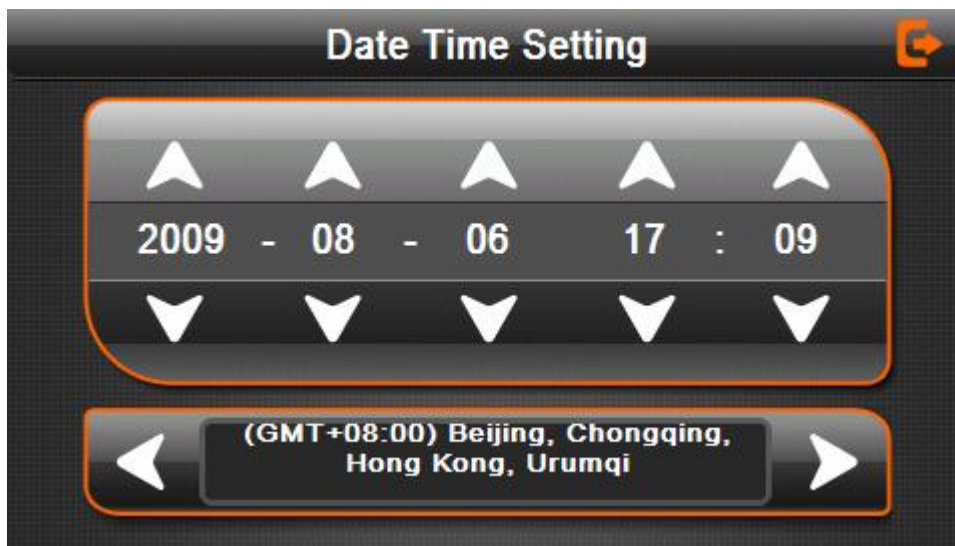 Date Time Setting
2009 - 08 - 06 17 : 09
(GMT+08:00) Beijing, Chongqing,
Hong Kong, Urumqi